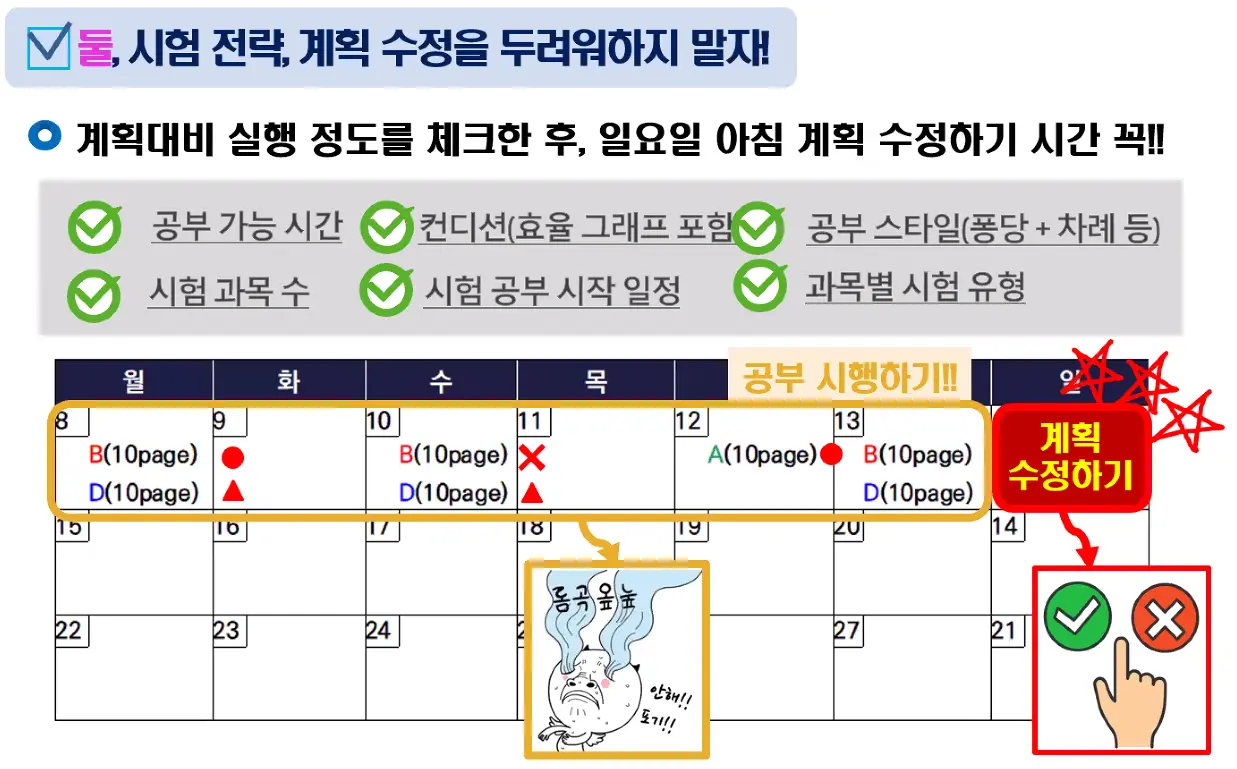 둘, 시험 전략, 계획 수정을 두려워하지 말자!
계획대비 실행 정도를 체크한 후, 일요일 아침 계획 수정하기 시간 꼭!!
공부 가능 시간 컨디션(효율 그래프 포함 공부 스타일(퐁당 + 차례 등)
시험 과목 수 시험 공부 시작 일정 과목별 시험 유형
월 화 수 목 공부 시행하기!! 일
8 9 10 11 12 13
B(10page) B(10page) A(10page) B(10page)
D(10page) D(10page) D(10page)
계획
수정하기
15 16 17 18 19 20 14
롬곡옾눞
22 23 24 27 21
안해!!
포기!!